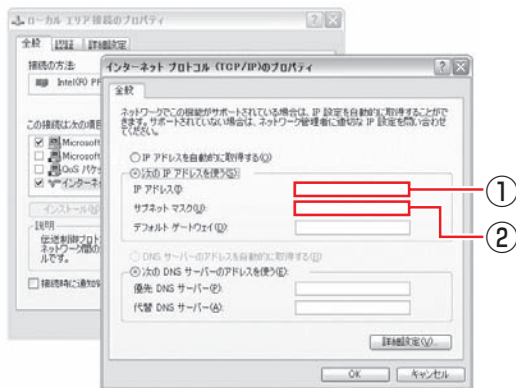 ローカル エリア接続のプロパティ
全般 認証 詳細設定
接続の方法:
Intel(R) PR
この接続は次の項目
Microsoft
Microsoft
QoS パケッ
インターネ
インストール(N)
説明
伝送制御プロト
ネットワーク間の
ルです。
接続時に通知領
インターネット プロトコル (TCP/IP)のプロパティ
全般
ネットワークでこの機能がサポートされている場合は、IP 設定を自動的に取得することがで
きます。サポートされていない場合は、ネットワーク管理者に適切な IP 設定を問い合わせ
てください。
IP アドレスを自動的に取得する(O)
次の IP アドレスを使う(S):
IP アドレス(I):
サブネット マスク(U):
デフォルト ゲートウェイ(D):
DNS サーバーのアドレスを自動的に取得する(B)
次の DNS サーバーのアドレスを使う(E):
優先 DNS サーバー(P):
代替 DNS サーバー(A):
詳細設定(V)...
OK キャンセル
①
②